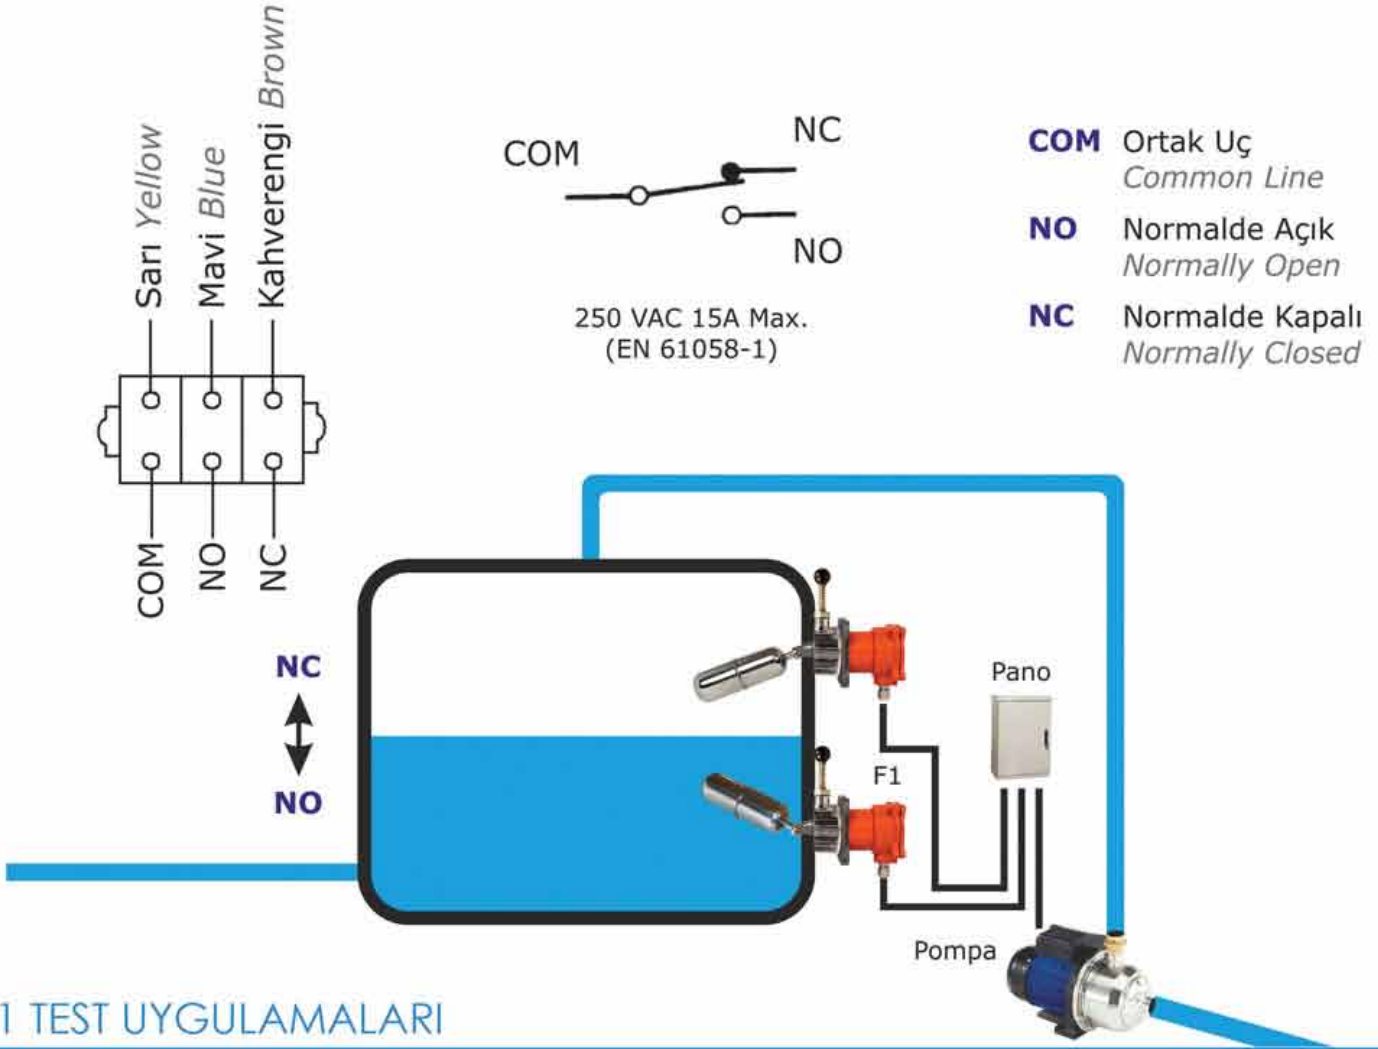 Sarı Yellow
Mavi Blue
Kahverengi Brown
COM
NO
NC
COM
NC
NO
250 VAC 15A Max.
(EN 61058-1)
COM Ortak Uç
Common Line
NO Normalde Açık
Normally Open
NC Normalde Kapalı
Normally Closed
NC
NO
Pano
F1
Pompa
1 TEST UYGULAMALARI